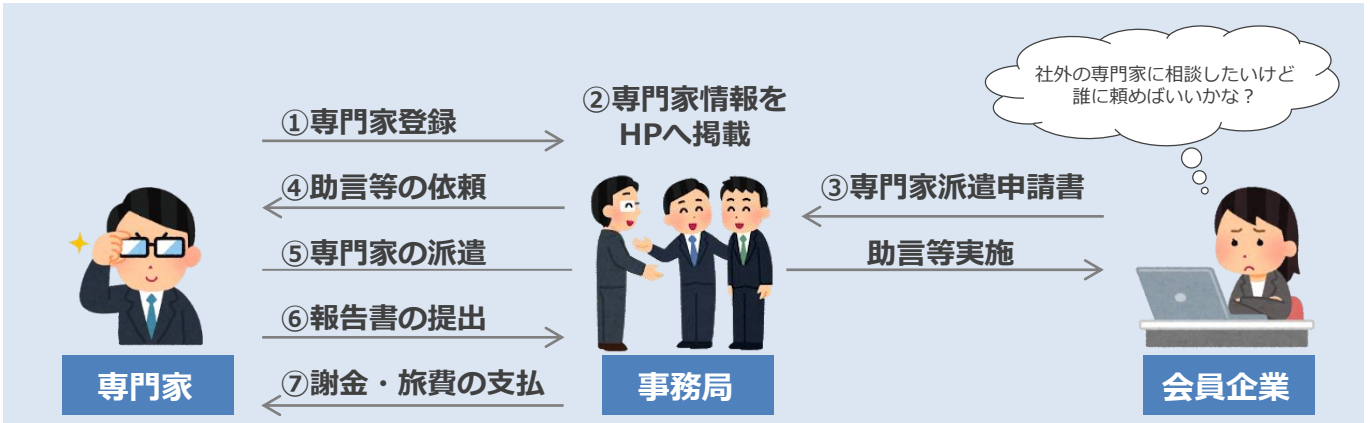 社外の専門家に相談したいけど
誰に頼めばいいかな？
①専門家登録
②専門家情報を
HPへ掲載
③専門家派遣申請書
④助言等の依頼
⑤専門家の派遣
助言等実施
⑥報告書の提出
⑦謝金・旅費の支払
専門家
事務局
会員企業